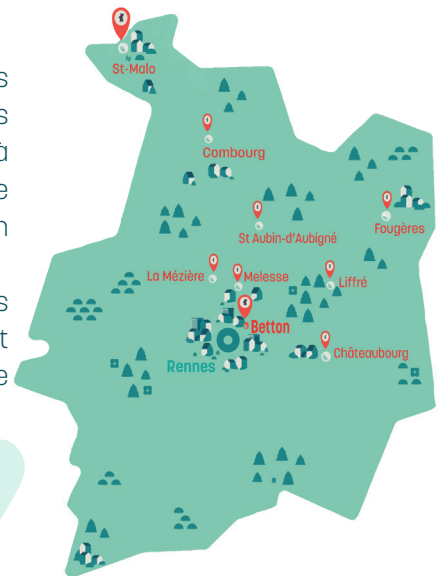 s
s
à
e
n
s
t
e
St-Malo
Combourg
St Aubin-d'Aubigné
Fougères
La Mézière
Melesse
Liffré
Betton
Rennes
Châteaubourg